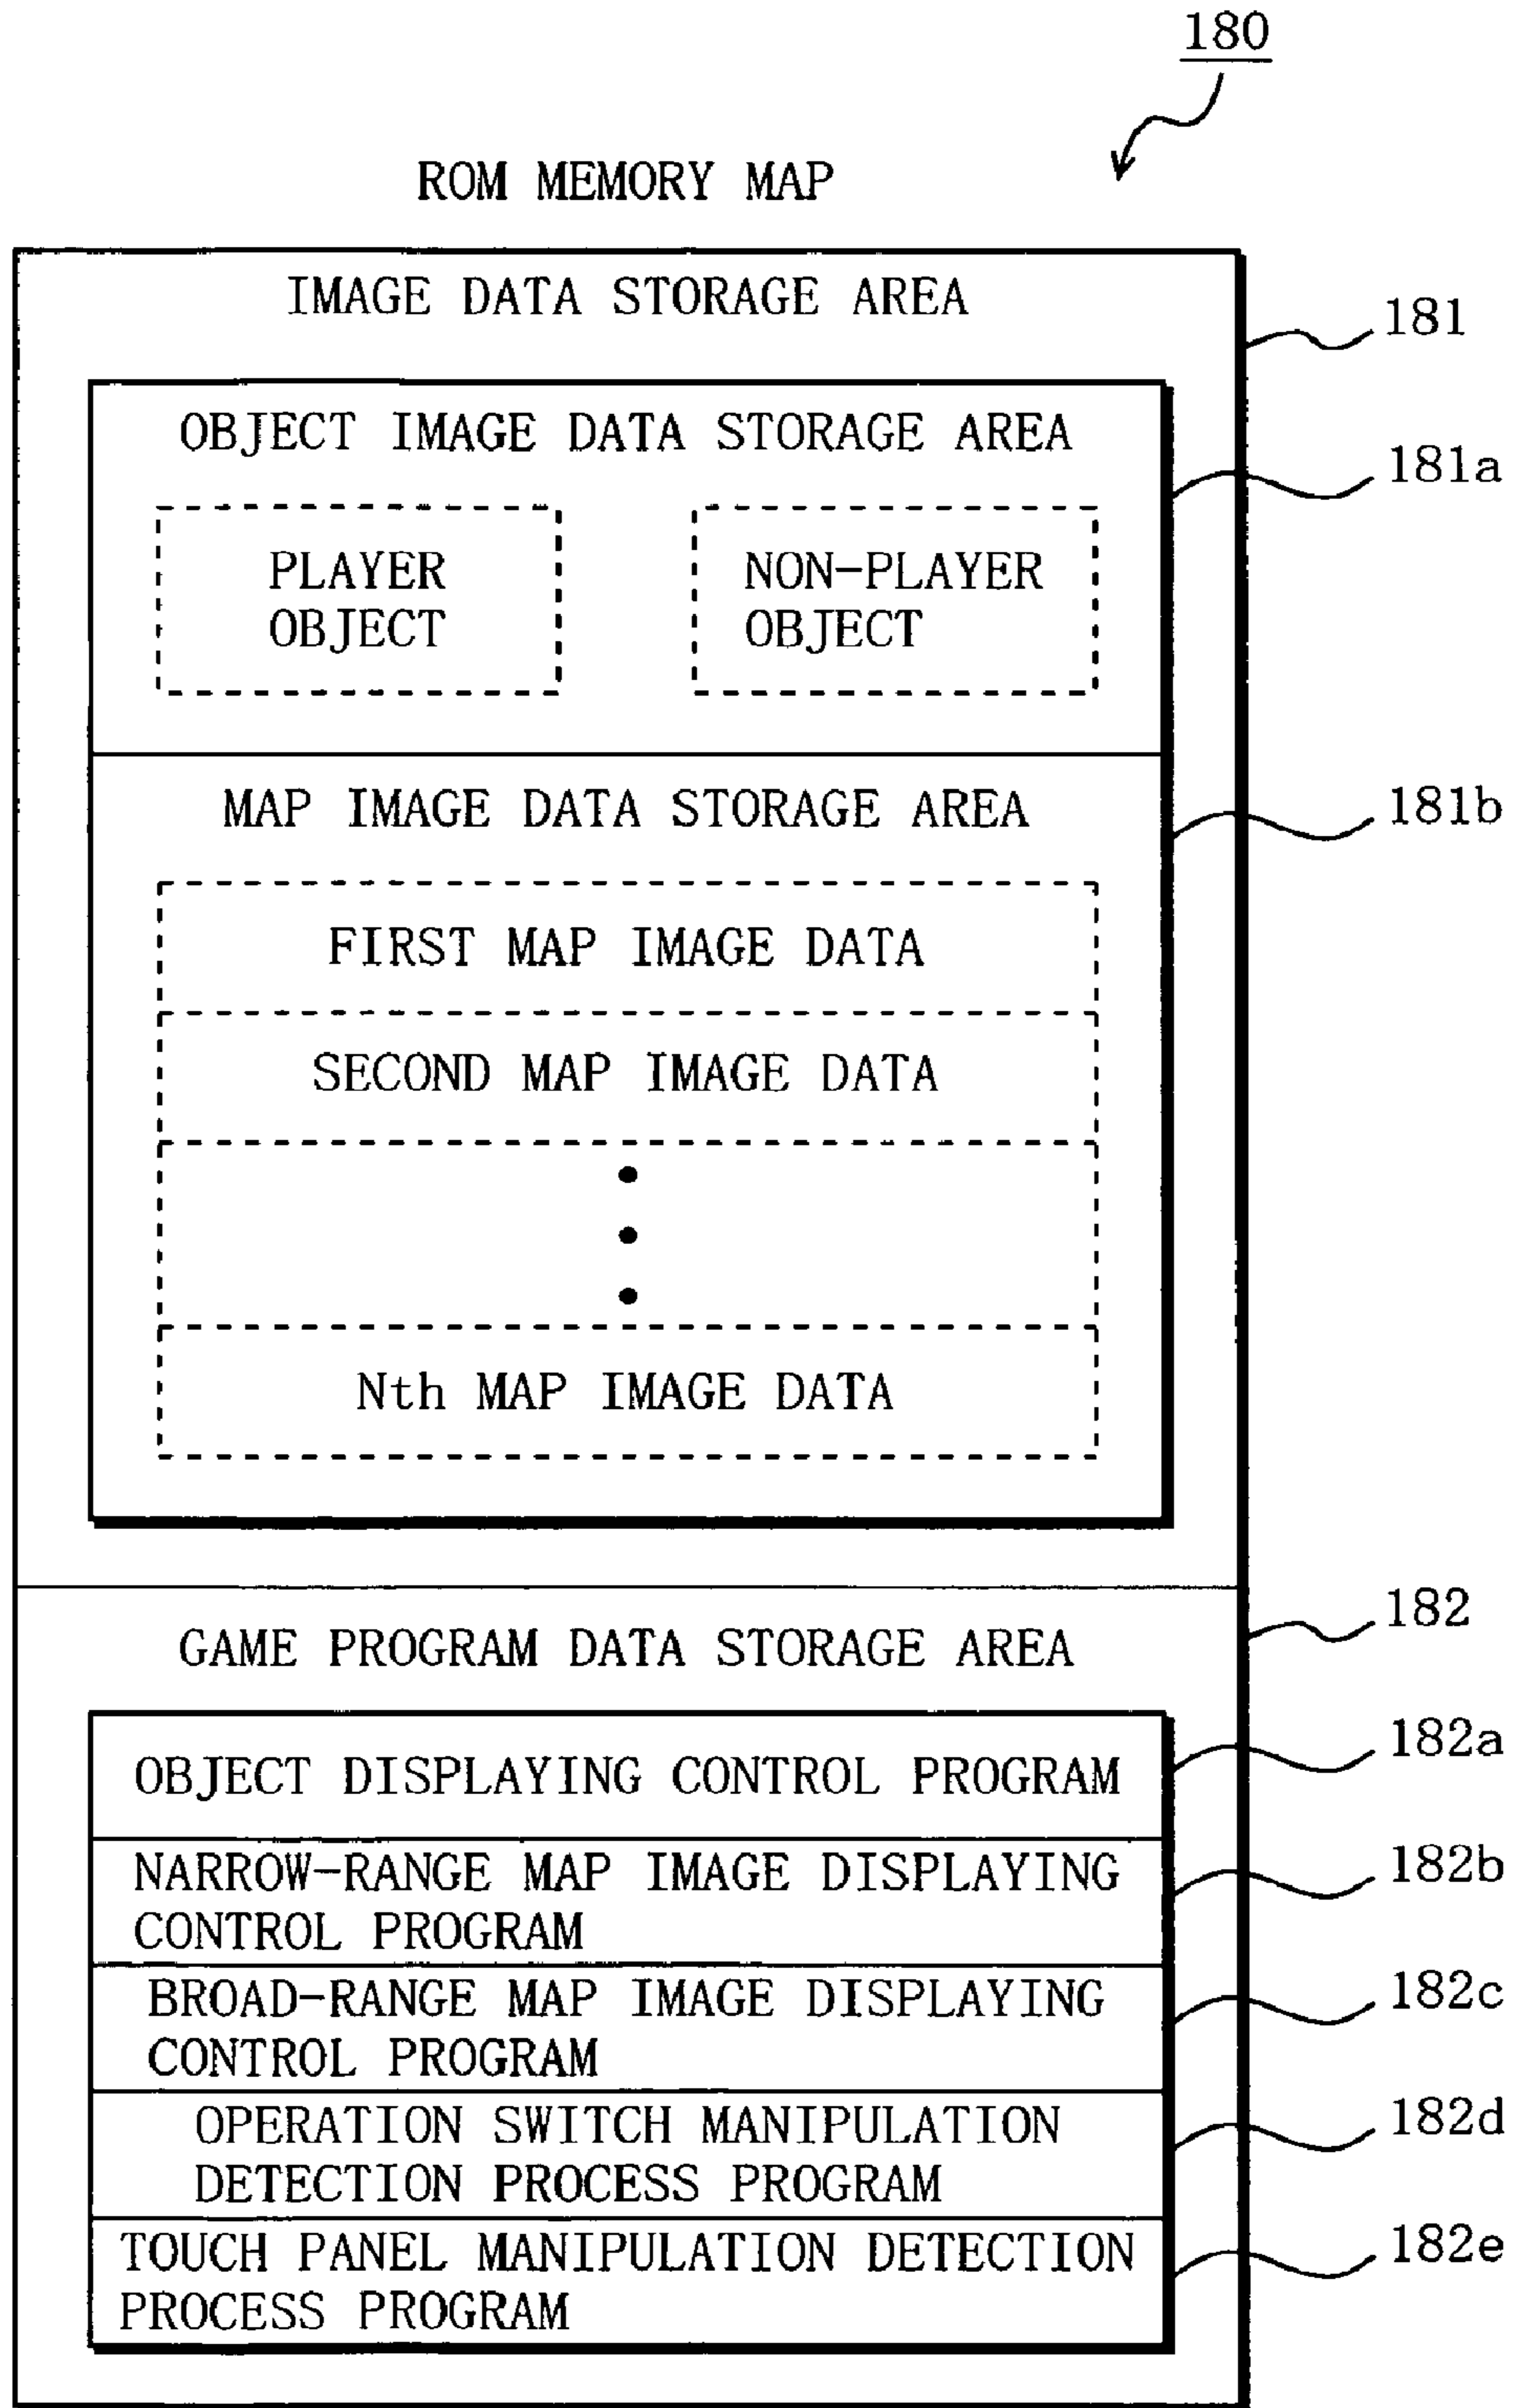 180
ROM MEMORY MAP
IMAGE DATA STORAGE AREA
181
OBJECT IMAGE DATA STORAGE AREA
181a
PLAYER
OBJECT
NON-PLAYER
OBJECT
MAP IMAGE DATA STORAGE AREA
181b
FIRST MAP IMAGE DATA
SECOND MAP IMAGE DATA
Nth MAP IMAGE DATA
182
GAME PROGRAM DATA STORAGE AREA
OBJECT DISPLAYING CONTROL PROGRAM
182a
NARROW-RANGE MAP IMAGE DISPLAYING
CONTROL PROGRAM
182b
BROAD-RANGE MAP IMAGE DISPLAYING
CONTROL PROGRAM
182c
OPERATION SWITCH MANIPULATION
DETECTION PROCESS PROGRAM
182d
TOUCH PANEL MANIPULATION DETECTION
PROCESS PROGRAM
182e